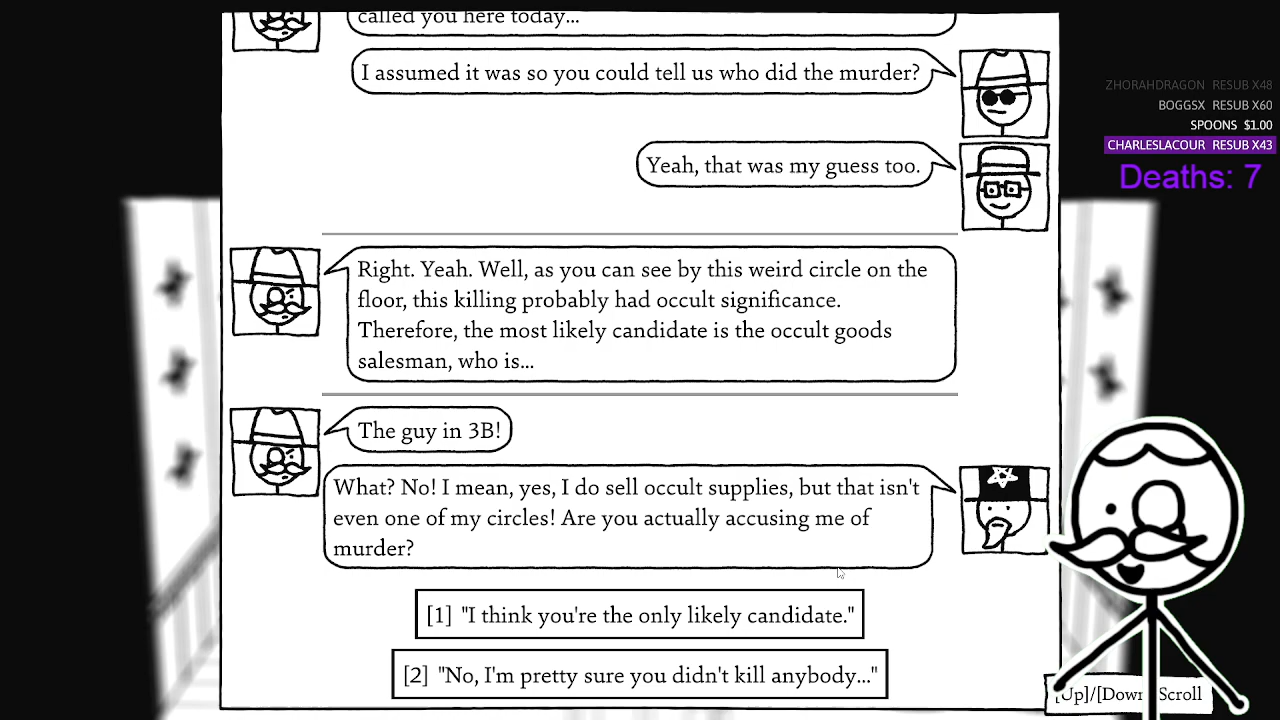 called you here today...
I assumed it was so you could tell us who did the murder?
ZHORAHDRAGON RESUB X48
BOGGSX RESUB X60
SPOONS $1.00
CHARLESLACOUR RESUB X43
Deaths: 7
Yeah, that was my guess too.
Right. Yeah. Well, as you can see by this weird circle on the
floor, this killing probably had occult significance.
Therefore, the most likely candidate is the occult goods
salesman, who is...
The guy in 3B!
What? No! I mean, yes, I do sell occult supplies, but that isn't
even one of my circles! Are you actually accusing me of
murder?
[1] "I think you're the only likely candidate."
[2] "No, I'm pretty sure you didn't kill anybody..."
[Up]/[Down Scroll